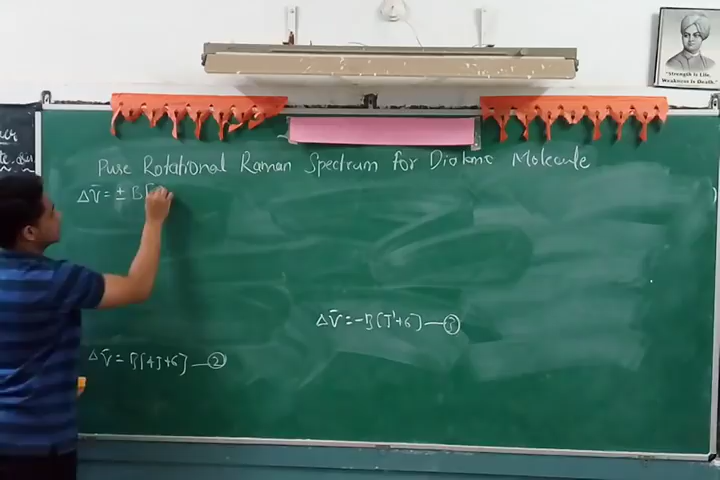 "Strength is Life,
Weakness is Death."
Pure Rotational Raman Spectrum for Diatomic Molecule
ΔV̄ = ± B[
ΔV̄ = -B[J'+6] — 
ΔV̄ = B[4J+6] — ②